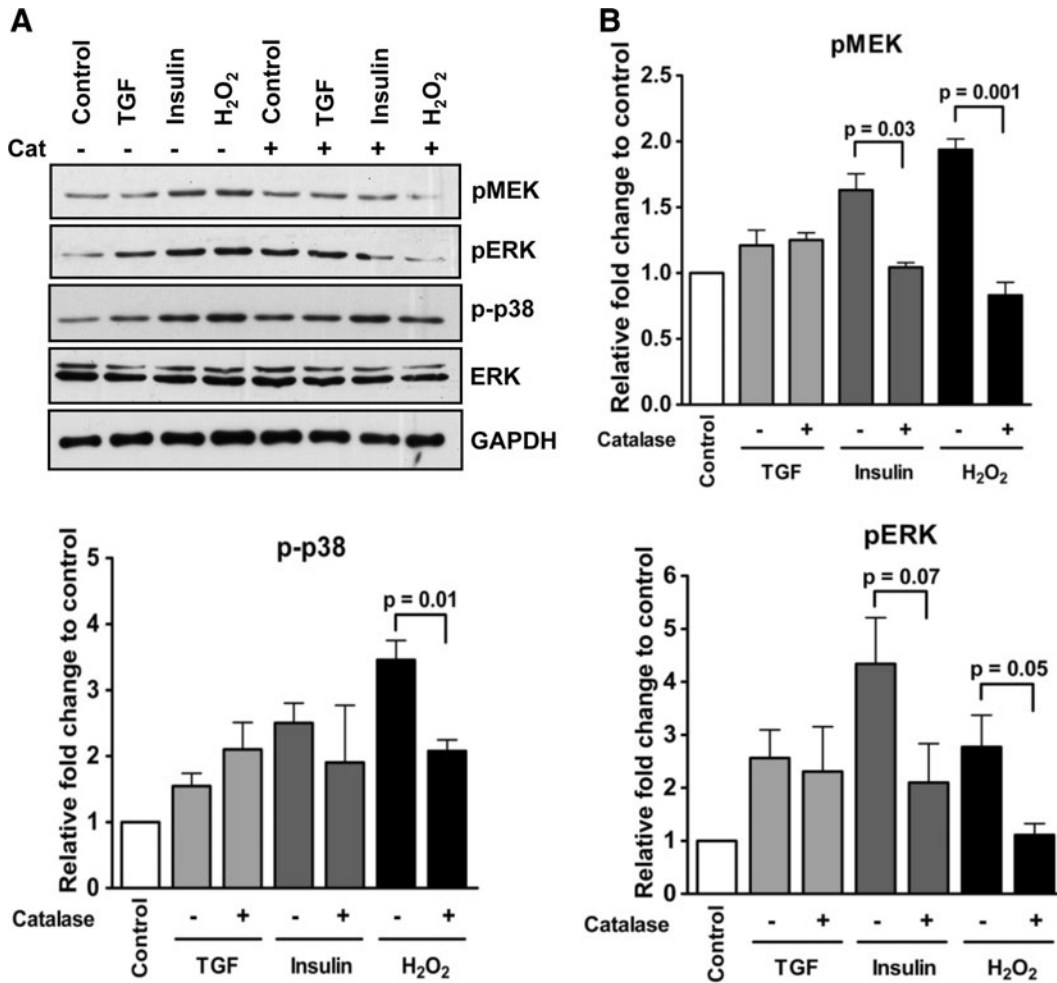 A
Control TGF Insulin H2O2 Control TGF Insulin H2O2
Cat - - - - + + + +
pMEK
pERK
p-p38
ERK
GAPDH
B
pMEK
Relative fold change to control
2.5
2.0
1.5
1.0
0.5
0.0
p = 0.03
p = 0.001
Catalase - + - + - +
Control
TGF Insulin H2O2
p-p38
Relative fold change to control
5
4
3
2
1
0
p = 0.01
Catalase - + - + - +
Control
TGF Insulin H2O2
pERK
Relative fold change to control
6
5
4
3
2
1
0
p = 0.07
p = 0.05
Catalase - + - + - +
Control
TGF Insulin H2O2